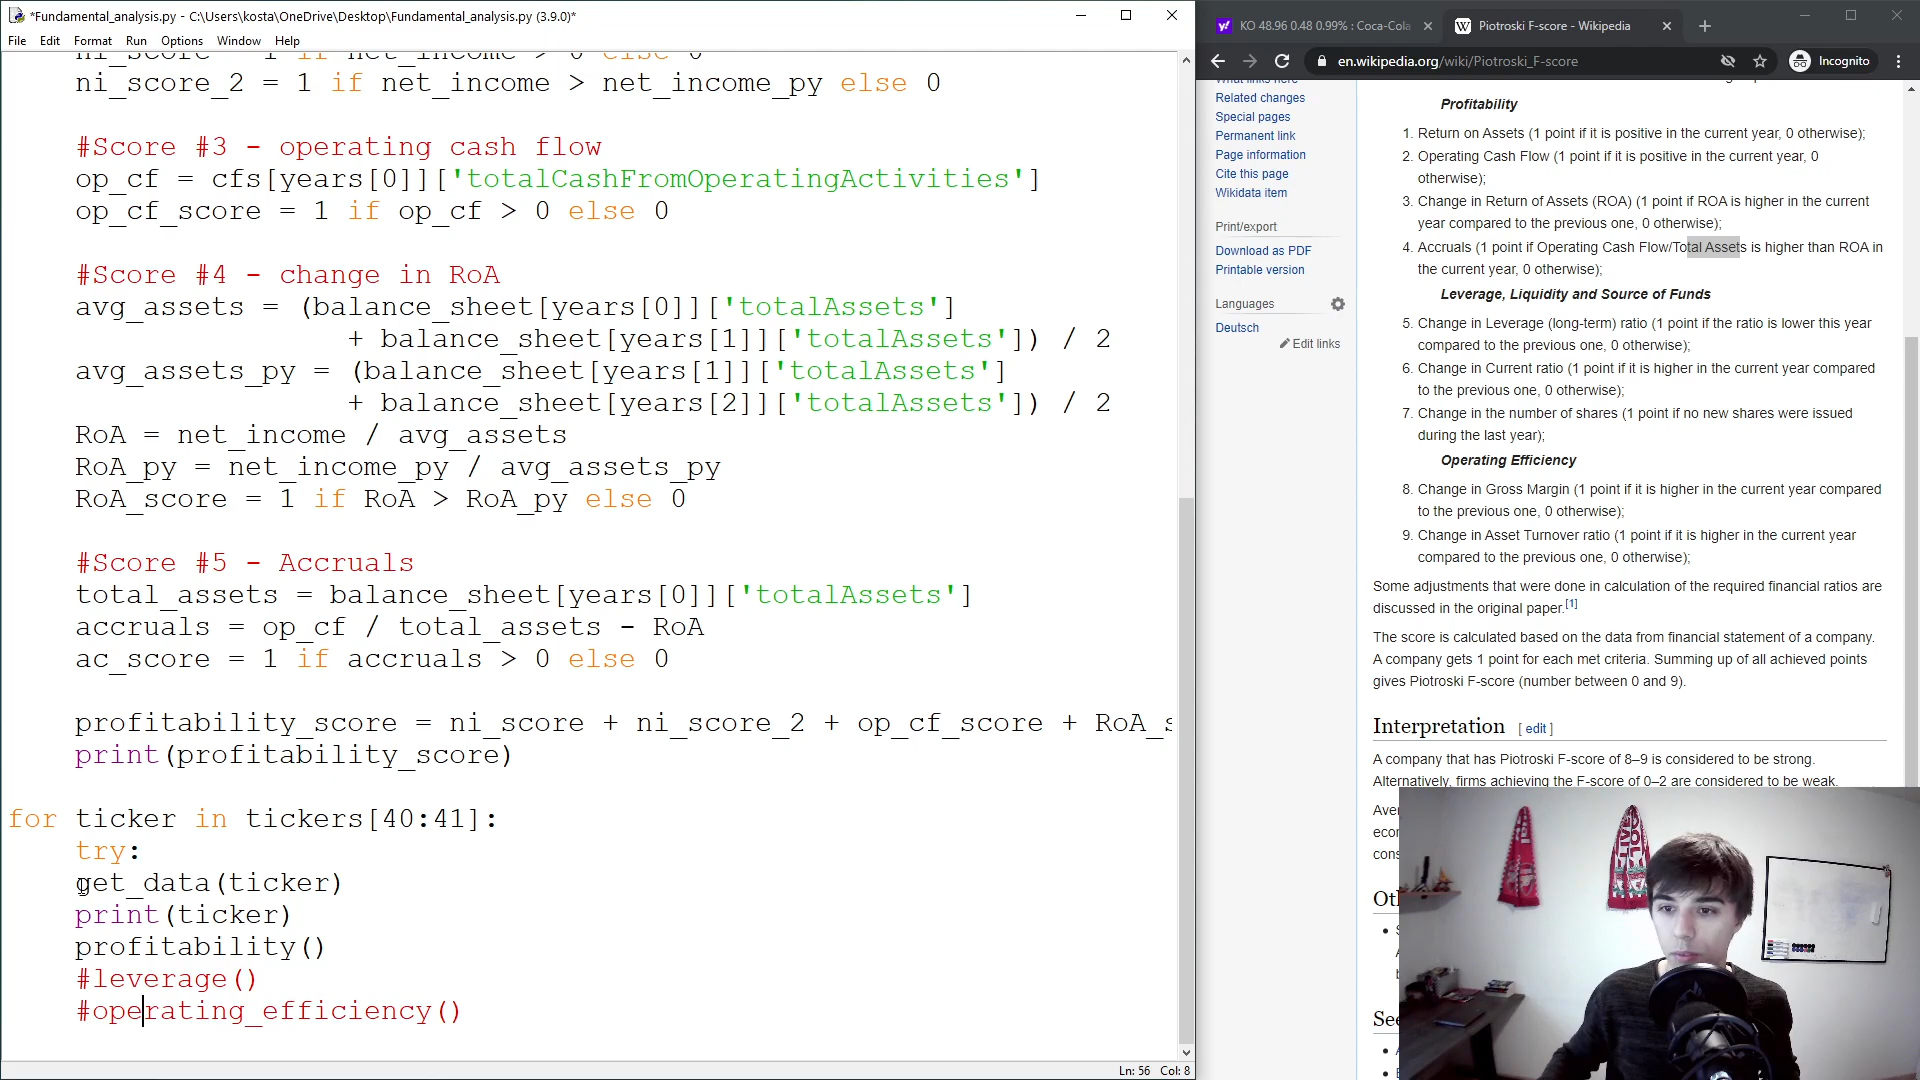 *Fundamental_analysis.py - C:\Users\kosta\OneDrive\Desktop\Fundamental_analysis.py (3.9.0)*
File Edit Format Run Options Window Help
ni_score = 1 if net_income > 0 else 0
ni_score_2 = 1 if net_income > net_income_py else 0
#Score #3 - operating cash flow
op_cf = cfs[years[0]]['totalCashFromOperatingActivities']
op_cf_score = 1 if op_cf > 0 else 0
#Score #4 - change in RoA
avg_assets = (balance_sheet[years[0]]['totalAssets']
+ balance_sheet[years[1]]['totalAssets']) / 2
avg_assets_py = (balance_sheet[years[1]]['totalAssets']
+ balance_sheet[years[2]]['totalAssets']) / 2
RoA = net_income / avg_assets
RoA_py = net_income_py / avg_assets_py
RoA_score = 1 if RoA > RoA_py else 0
#Score #5 - Accruals
total_assets = balance_sheet[years[0]]['totalAssets']
accruals = op_cf / total_assets - RoA
ac_score = 1 if accruals > 0 else 0
profitability_score = ni_score + ni_score_2 + op_cf_score + RoA_s
print(profitability_score)
for ticker in tickers[40:41]:
try:
get_data(ticker)
print(ticker)
profitability()
#leverage()
#operating_efficiency()
Ln: 56 Col: 8
KO 48.96 0.48 0.99% : Coca-Cola
Piotroski F-score - Wikipedia
en.wikipedia.org/wiki/Piotroski_F-score
Incognito
What links here
Related changes
Special pages
Permanent link
Page information
Cite this page
Wikidata item
Print/export
Download as PDF
Printable version
Languages
Deutsch
Edit links
Profitability
1. Return on Assets (1 point if it is positive in the current year, 0 otherwise);
2. Operating Cash Flow (1 point if it is positive in the current year, 0
otherwise);
3. Change in Return of Assets (ROA) (1 point if ROA is higher in the current
year compared to the previous one, 0 otherwise);
4. Accruals (1 point if Operating Cash Flow/Total Assets is higher than ROA in
the current year, 0 otherwise);
Leverage, Liquidity and Source of Funds
5. Change in Leverage (long-term) ratio (1 point if the ratio is lower this year
compared to the previous one, 0 otherwise);
6. Change in Current ratio (1 point if it is higher in the current year compared
to the previous one, 0 otherwise);
7. Change in the number of shares (1 point if no new shares were issued
during the last year);
Operating Efficiency
8. Change in Gross Margin (1 point if it is higher in the current year compared
to the previous one, 0 otherwise);
9. Change in Asset Turnover ratio (1 point if it is higher in the current year
compared to the previous one, 0 otherwise);
Some adjustments that were done in calculation of the required financial ratios are
discussed in the original paper.[1]
The score is calculated based on the data from financial statement of a company.
A company gets 1 point for each met criteria. Summing up of all achieved points
gives Piotroski F-score (number between 0 and 9).
Interpretation [ edit ]
A company that has Piotroski F-score of 8–9 is considered to be strong.
Alternatively, firms achieving the F-score of 0–2 are considered to be weak.
Aver
econ
cons
Oth
See